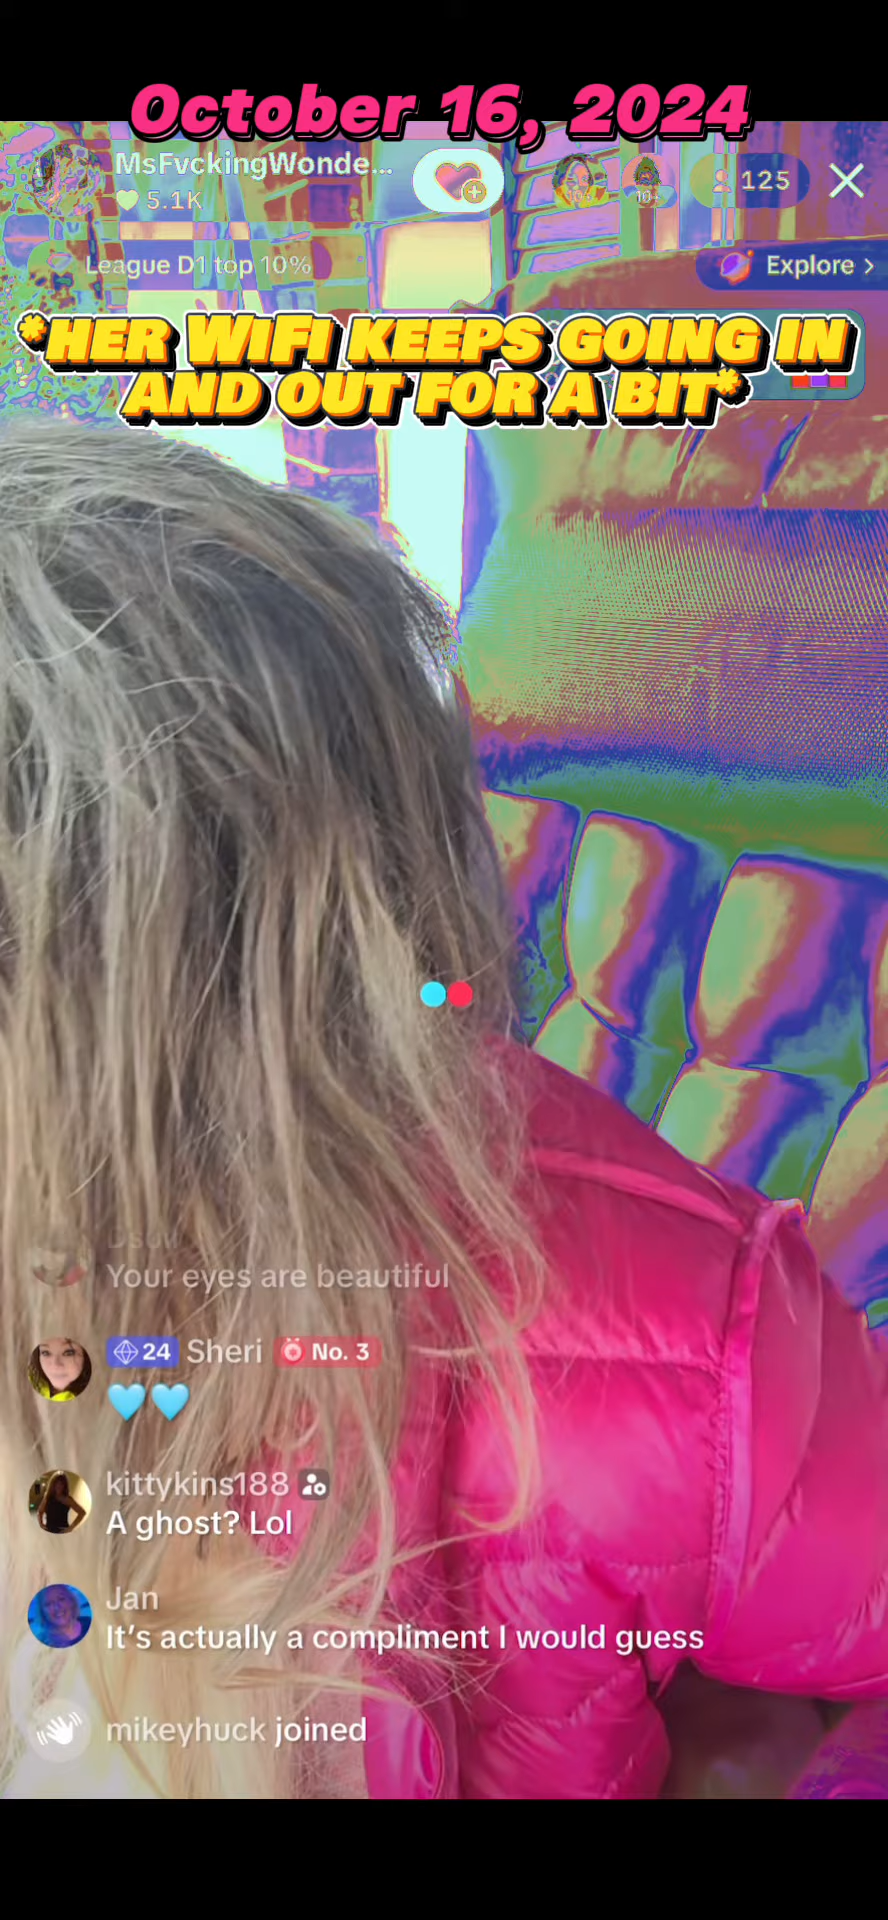 October 16, 2024
MsFvckingWonde...
5.1K
125
League D1 top 10%
Explore >
*HER WIFI KEEPS GOING IN
AND OUT FOR A BIT*
Your eyes are beautiful
24 Sheri No. 3
🩵🩵
kittykins188
A ghost? Lol
Jan
It's actually a compliment I would guess
mikeyhuck joined